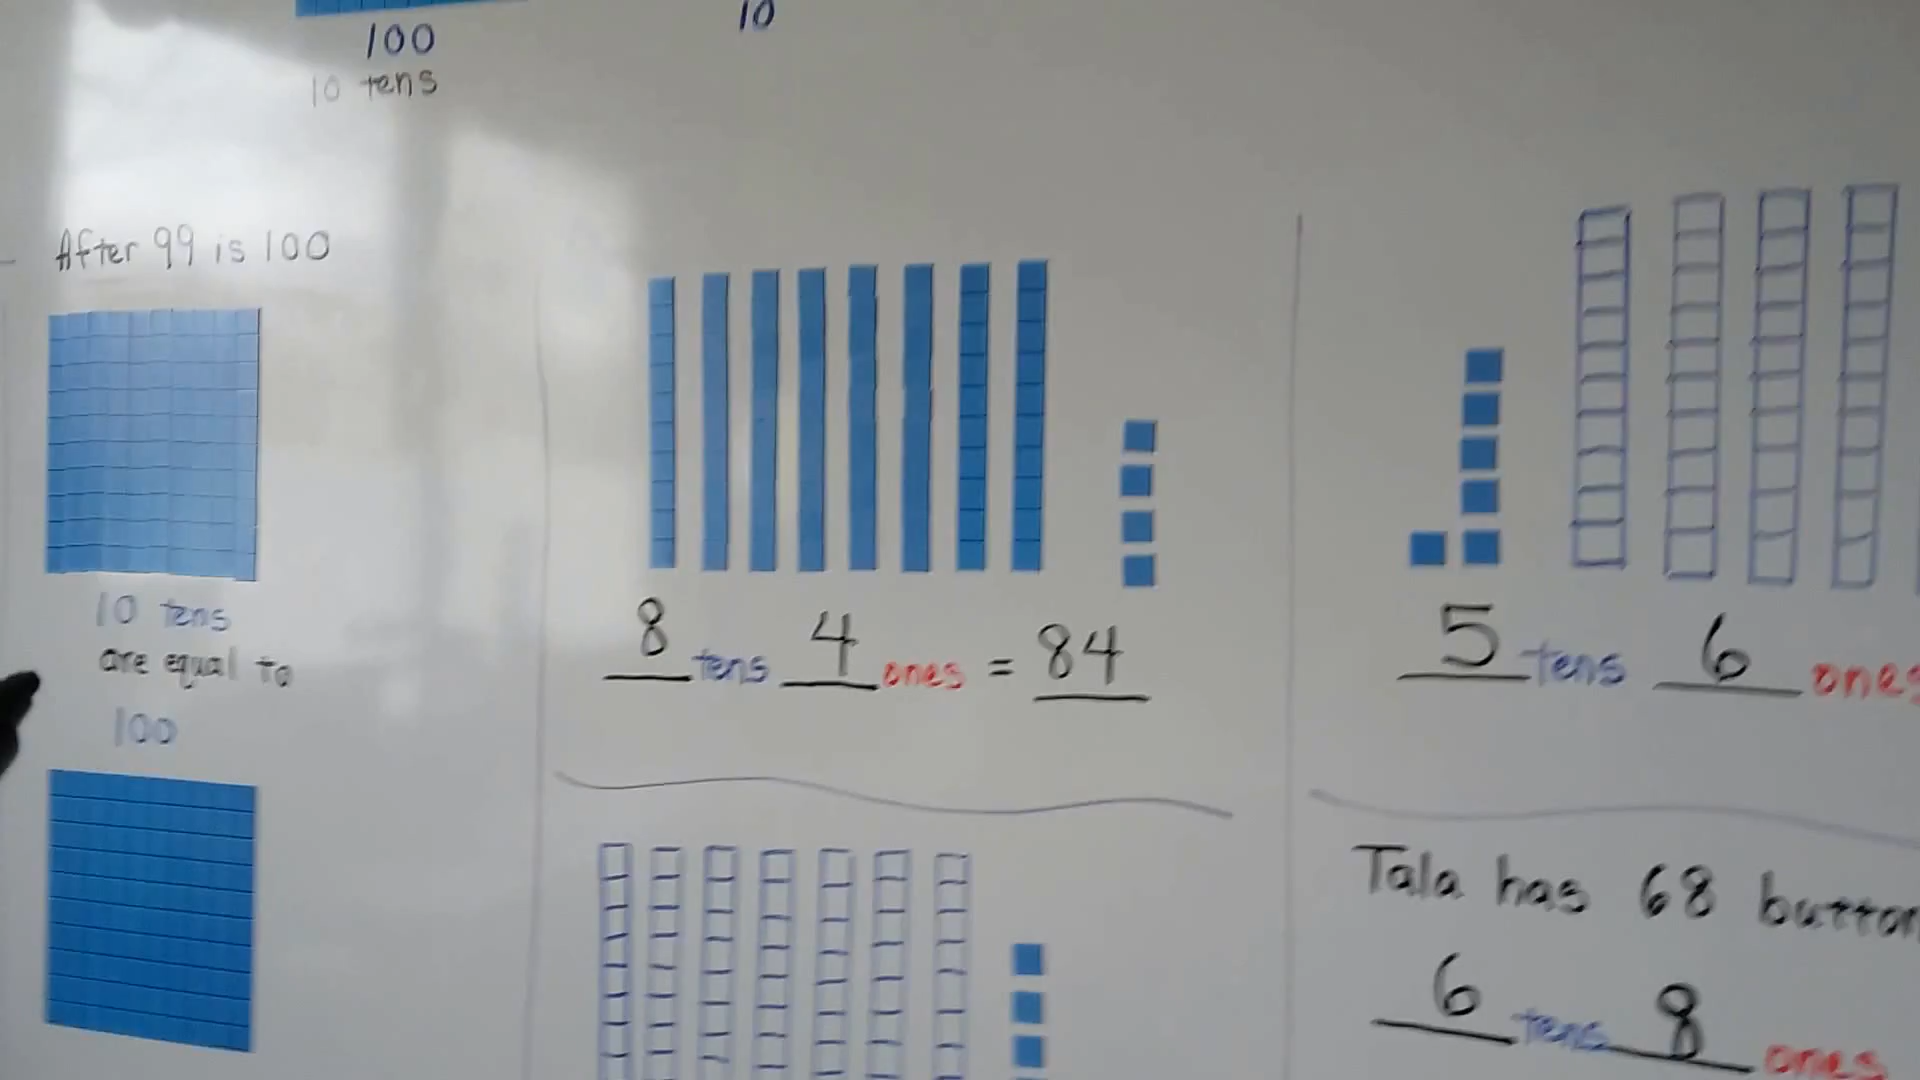 100
10 tens
10
After 99 is 100
10 tens
are equal to
100
8 tens 4 ones = 84
5 tens 6 ones
Tala has 68 button
6 tens 8 ones